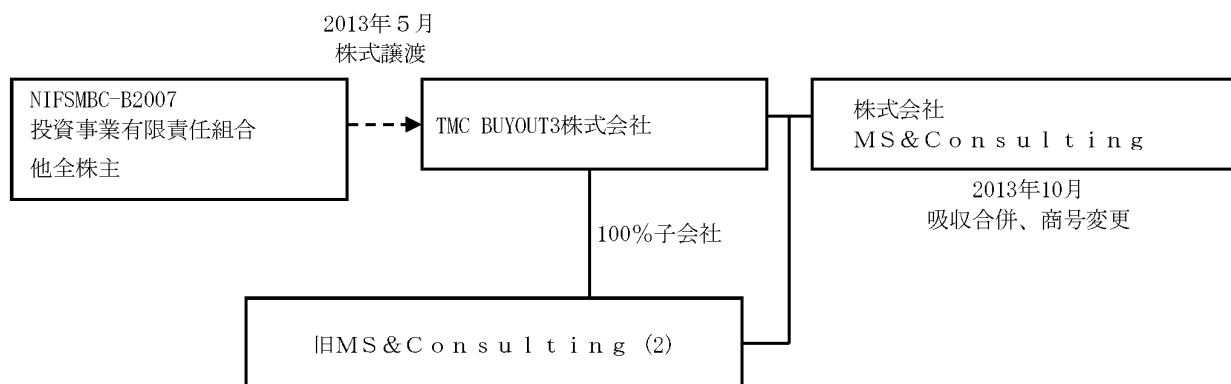 2013年５月
株式譲渡
NIFSMBC-B2007
投資事業有限責任組合
他全株主
TMC BUYOUT3株式会社
株式会社
ＭＳ＆Ｃｏｎｓｕｌｔｉｎｇ
2013年10月
吸収合併、商号変更
100％子会社
旧ＭＳ＆Ｃｏｎｓｕｌｔｉｎｇ (2)